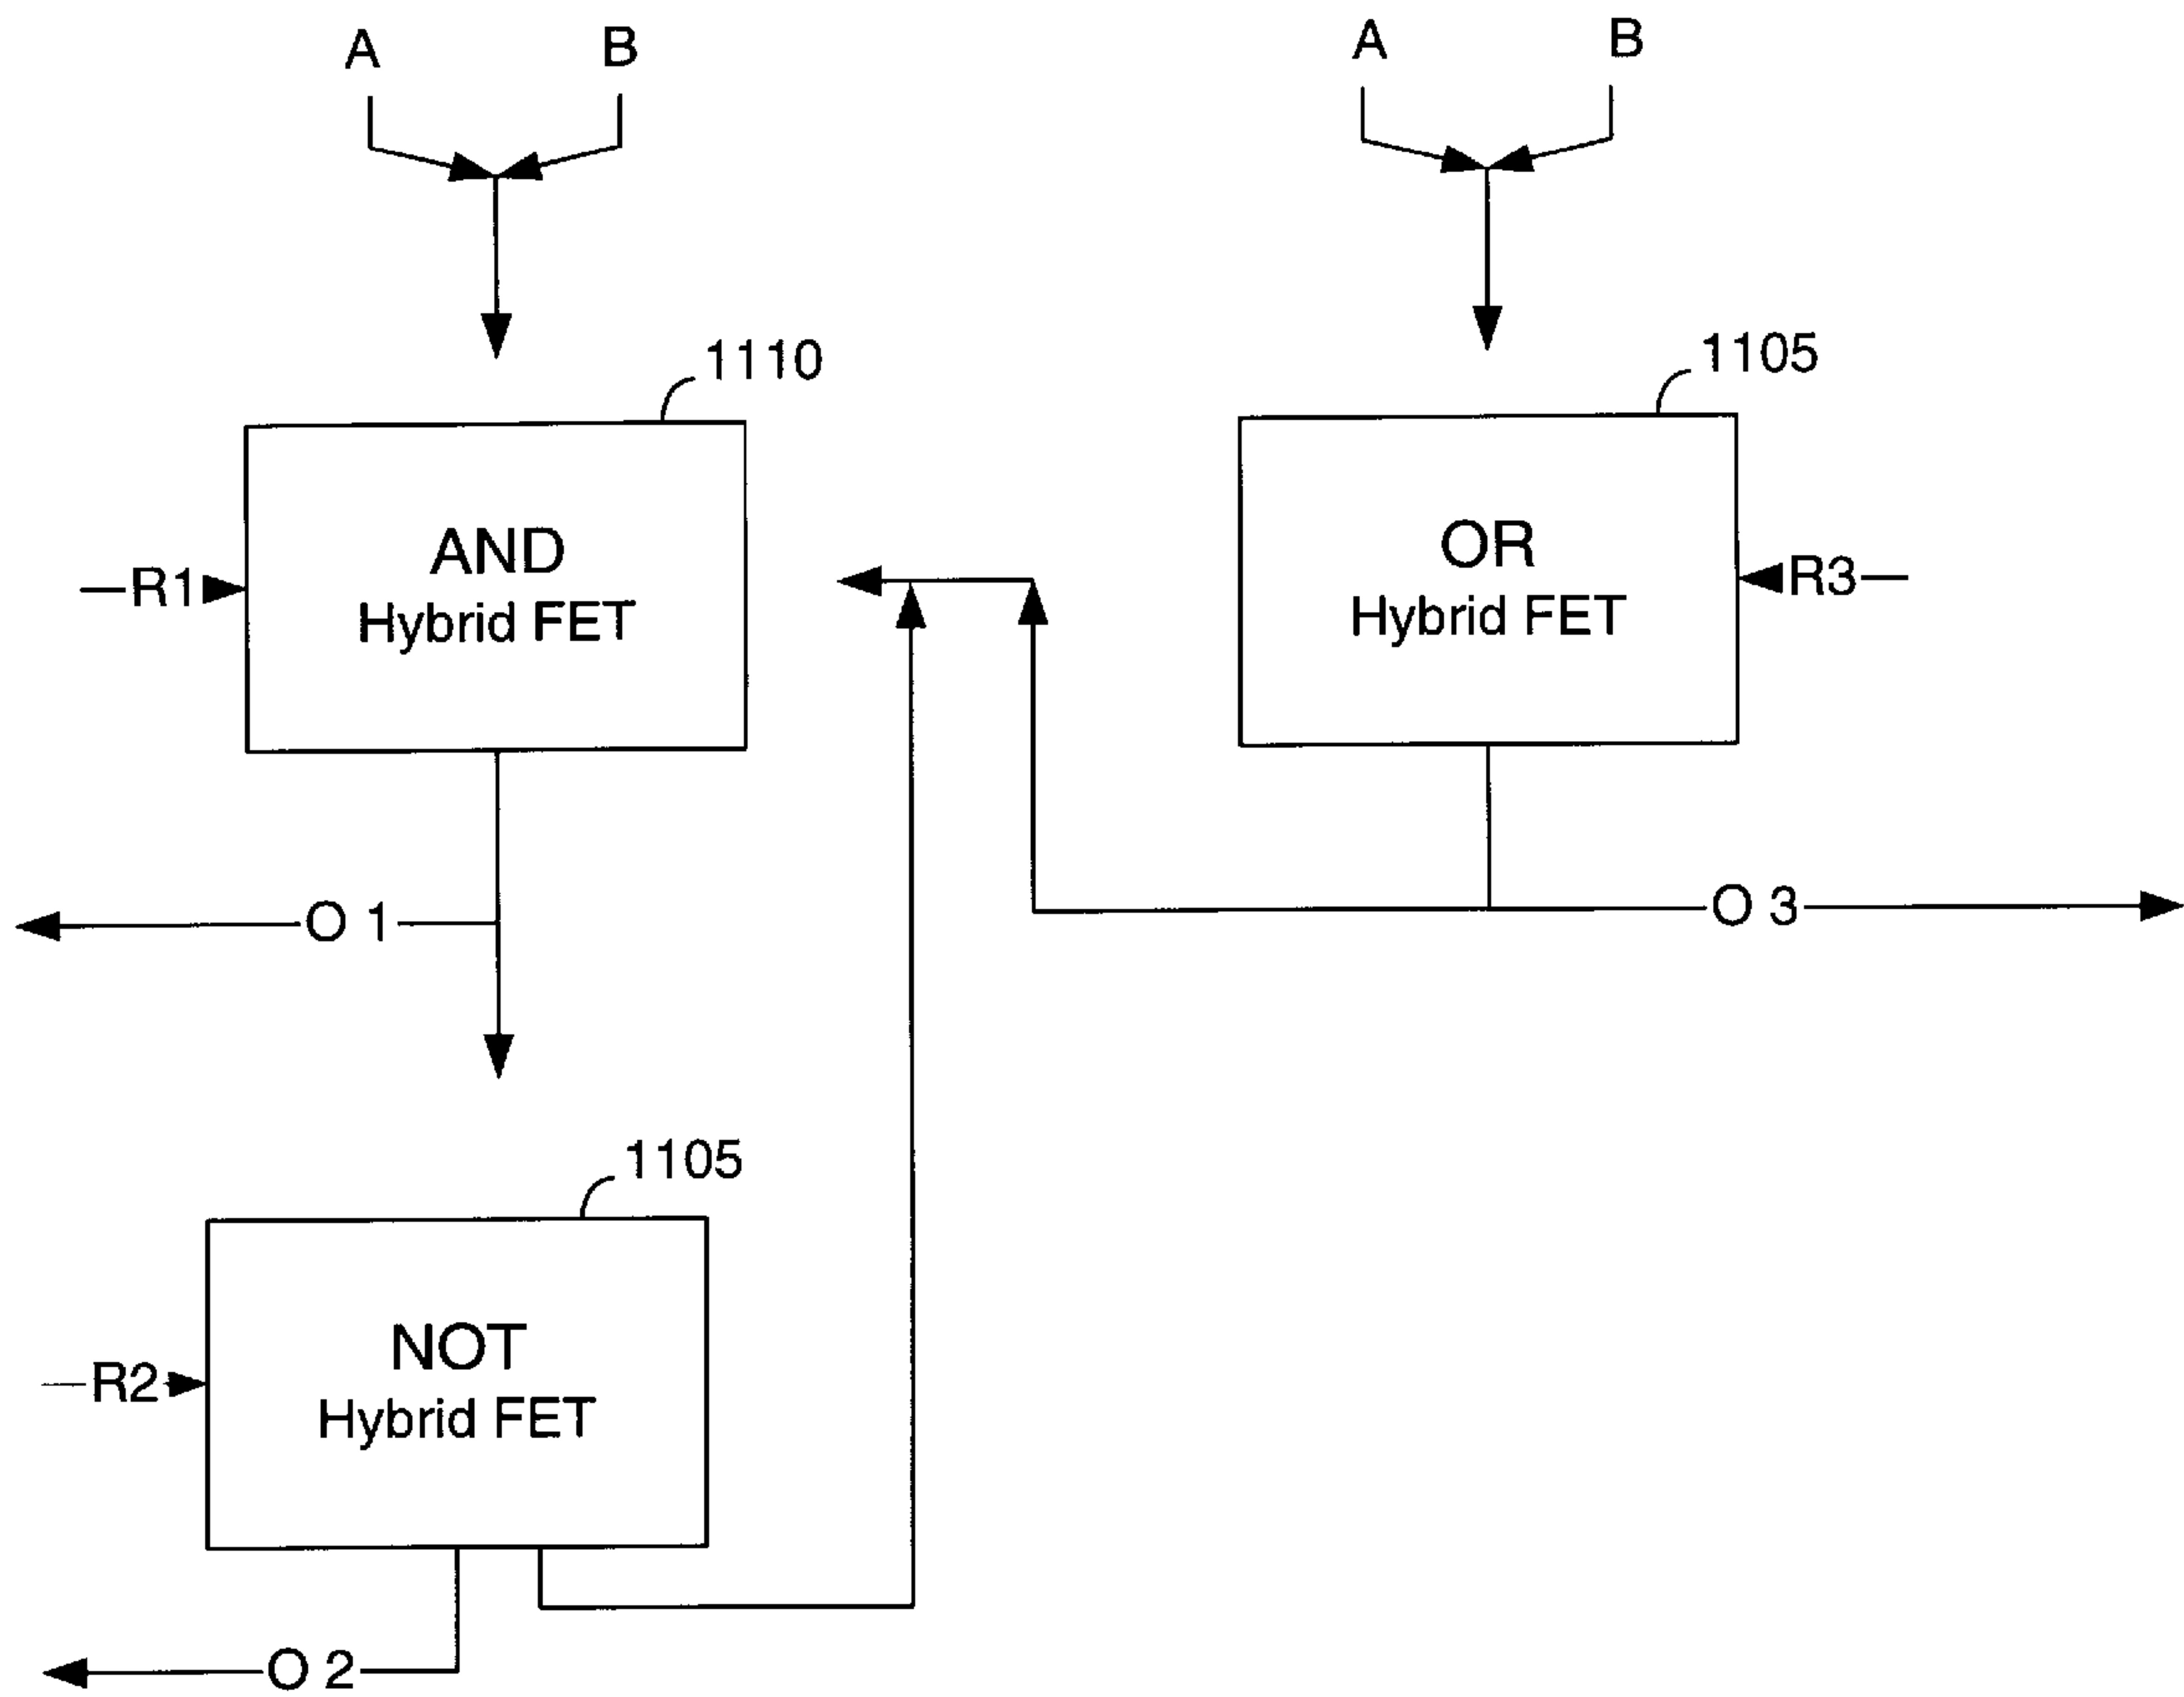 A B
A B
1110
1105
AND
Hybrid FET
R1
OR
Hybrid FET
R3
O 1
O 3
1105
NOT
Hybrid FET
R2
O 2